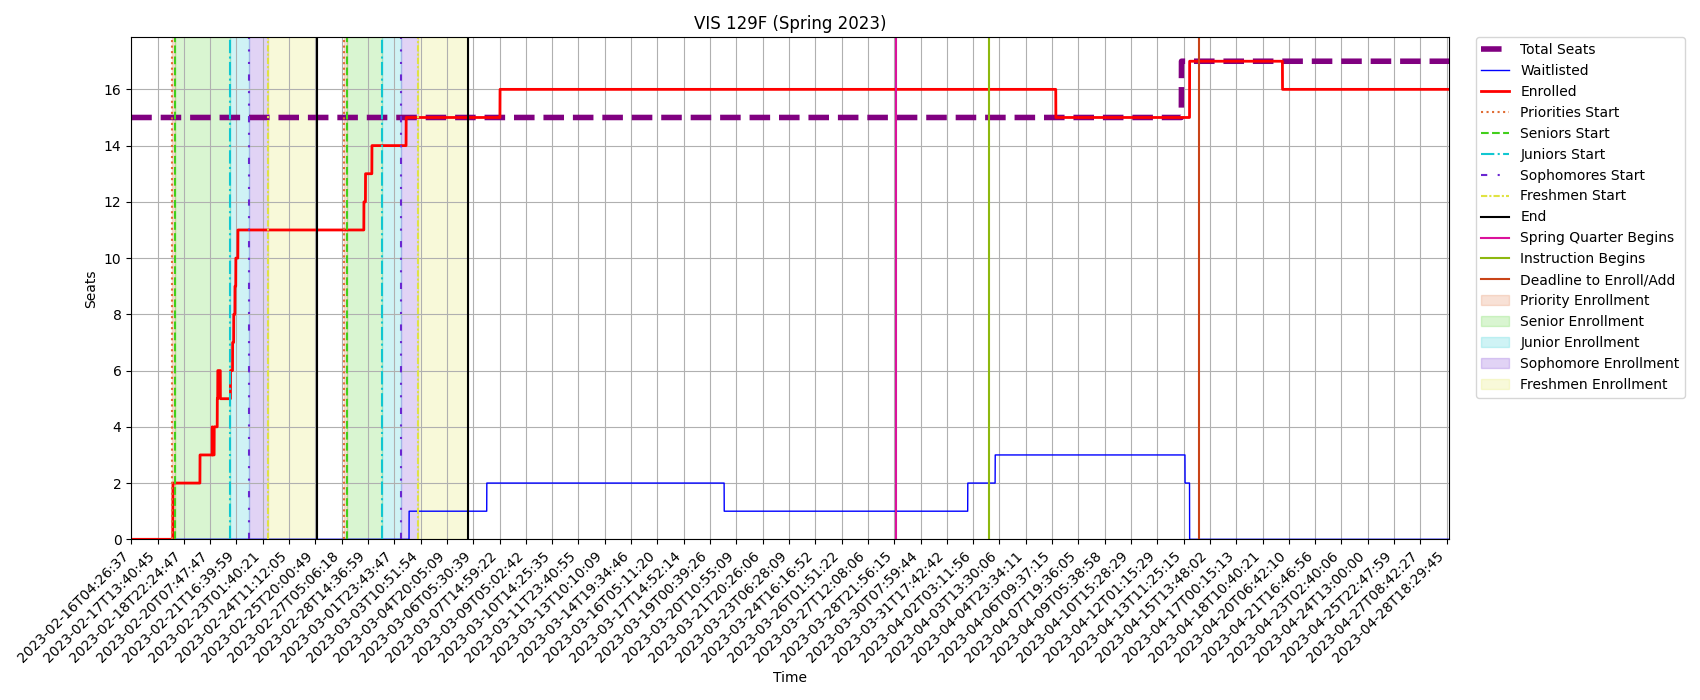 VIS 129F (Spring 2023)
Seats
16
14
12
10
8
6
4
2
0
2023-02-16T04:26:37
2023-02-17T13:40:45
2023-02-18T22:24:47
2023-02-20T07:47:47
2023-02-21T16:39:59
2023-02-23T01:40:21
2023-02-24T11:12:05
2023-02-25T20:00:49
2023-02-27T05:06:18
2023-02-28T14:36:59
2023-03-01T23:43:47
2023-03-03T10:51:54
2023-03-04T20:05:09
2023-03-06T05:30:39
2023-03-07T14:59:22
2023-03-09T05:02:42
2023-03-10T14:25:35
2023-03-11T23:40:55
2023-03-13T10:10:09
2023-03-14T19:34:46
2023-03-16T05:11:20
2023-03-17T14:52:14
2023-03-19T00:39:26
2023-03-20T10:55:09
2023-03-21T20:26:06
2023-03-23T06:28:09
2023-03-24T16:16:52
2023-03-26T01:51:22
2023-03-27T12:08:06
2023-03-28T21:56:15
2023-03-30T07:59:44
2023-03-31T17:42:42
2023-04-02T03:11:56
2023-04-03T13:30:06
2023-04-04T23:34:11
2023-04-06T09:37:15
2023-04-07T19:36:05
2023-04-09T05:38:58
2023-04-10T15:28:29
2023-04-12T01:15:29
2023-04-13T11:25:15
2023-04-15T13:48:02
2023-04-17T00:15:13
2023-04-18T10:40:21
2023-04-20T06:42:10
2023-04-21T16:46:56
2023-04-23T02:40:06
2023-04-24T13:00:00
2023-04-25T22:47:59
2023-04-27T08:42:27
2023-04-28T18:29:45
Time
Total Seats
Waitlisted
Enrolled
Priorities Start
Seniors Start
Juniors Start
Sophomores Start
Freshmen Start
End
Spring Quarter Begins
Instruction Begins
Deadline to Enroll/Add
Priority Enrollment
Senior Enrollment
Junior Enrollment
Sophomore Enrollment
Freshmen Enrollment